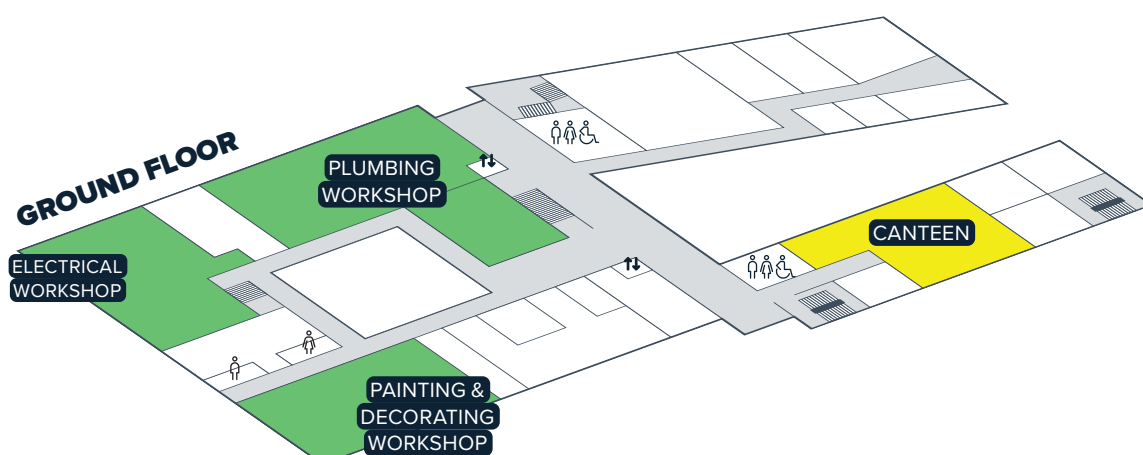 GROUND FLOOR
PLUMBING
WORKSHOP
CANTEEN
ELECTRICAL
WORKSHOP
PAINTING &
DECORATING
WORKSHOP